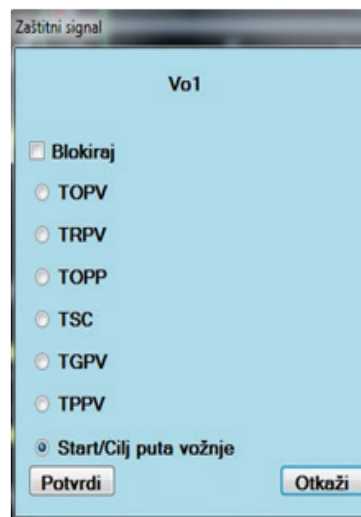 Zaštitni signal
Vo1
Blokiraj
TOPV
TRPV
TOPP
TSC
TGPV
TPPV
Start/Cilj puta vožnje
Potvrdi Otkaži